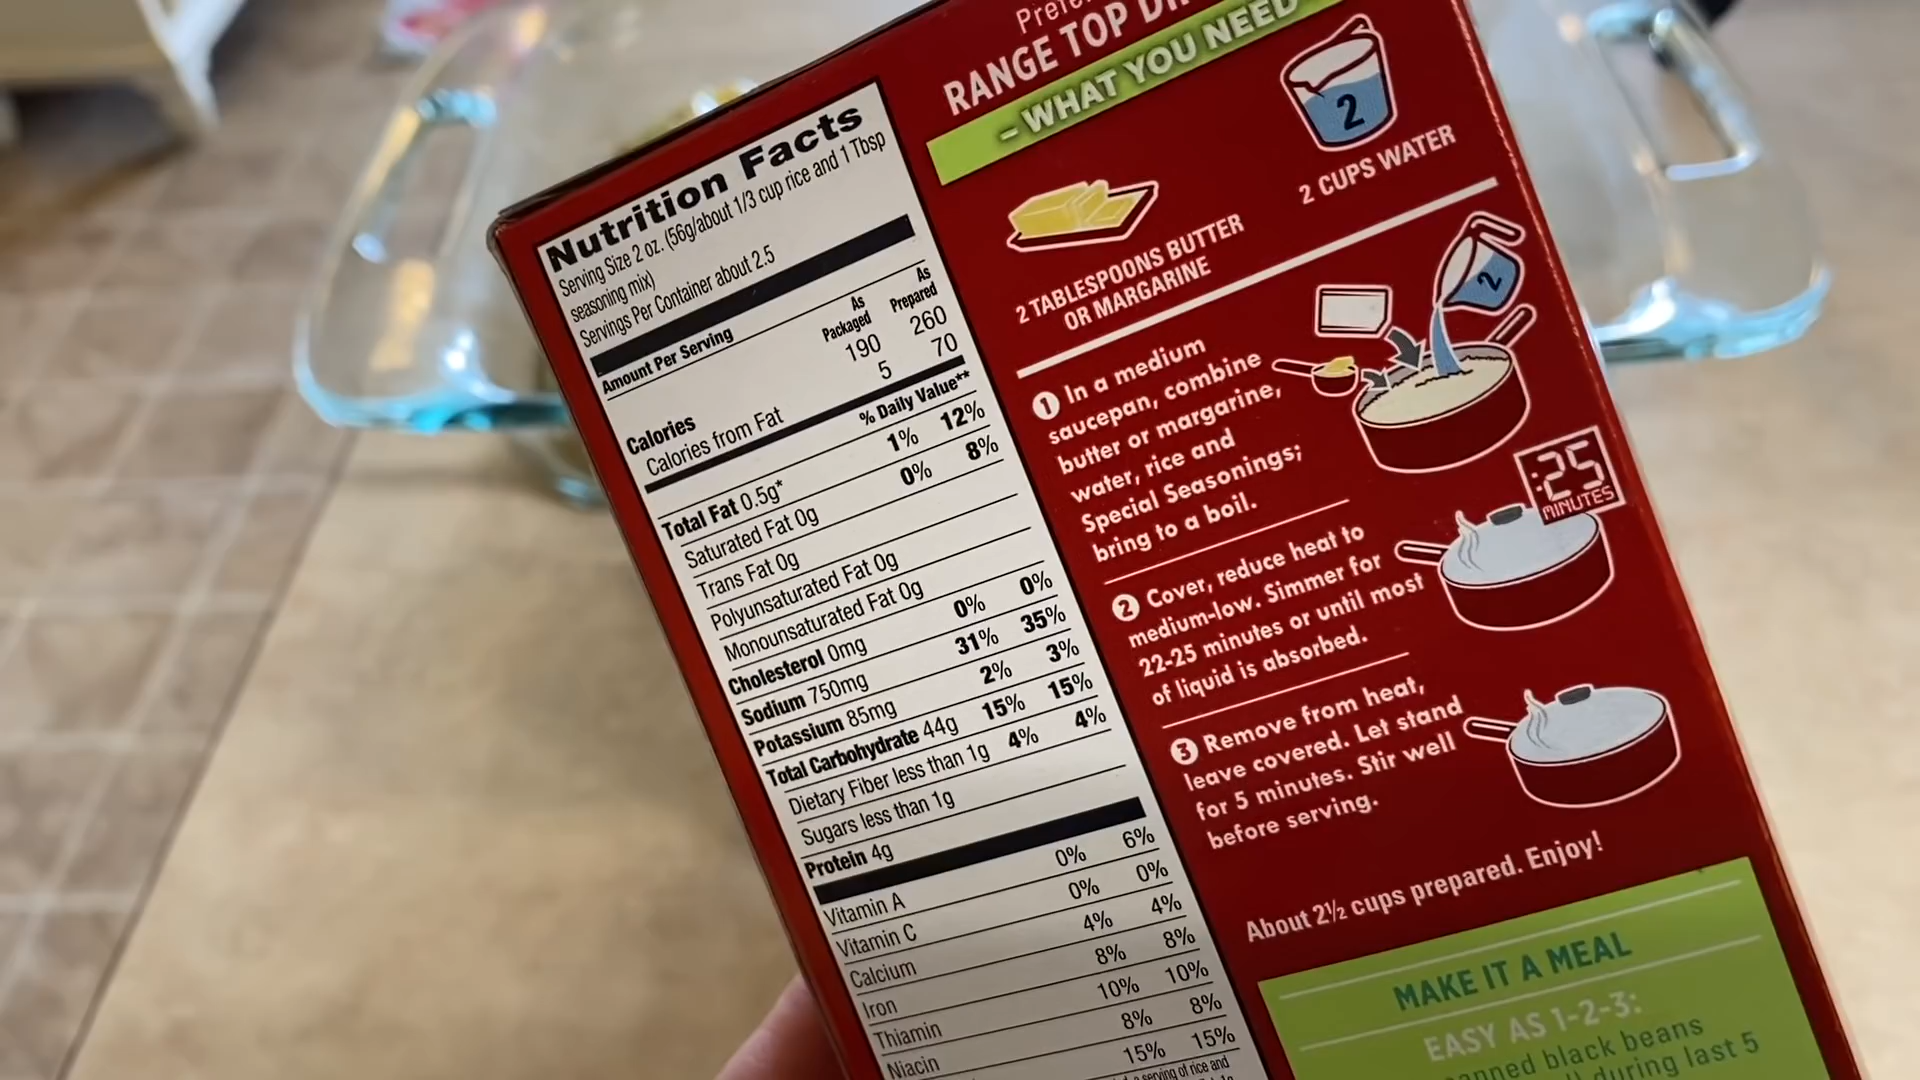 Nutrition Facts
Serving Size 2 oz. (56g/about 1/3 cup rice and 1 Tbsp
seasoning mix)
Servings Per Container about 2.5
Amount Per Serving
As Packaged
As Prepared
Calories 190 260
Calories from Fat 5 70
% Daily Value**
Total Fat 0.5g* 1% 12%
Saturated Fat 0g 0% 8%
Trans Fat 0g
Polyunsaturated Fat 0g
Monounsaturated Fat 0g
Cholesterol 0mg 0% 0%
Sodium 750mg 31% 35%
Potassium 85mg 2% 3%
Total Carbohydrate 44g 15% 15%
Dietary Fiber less than 1g 4% 4%
Sugars less than 1g
Protein 4g
Vitamin A 0% 6%
Vitamin C 0% 0%
Calcium 4% 4%
Iron 8% 8%
Thiamin 10% 10%
Niacin 8% 8%
15% 15%
serving of rice and
RANGE TOP
– WHAT YOU NEED
2
2 CUPS WATER
2 TABLESPOONS BUTTER
OR MARGARINE
2
1 In a medium
saucepan, combine
butter or margarine,
water, rice and
Special Seasonings;
bring to a boil.
:25
MINUTES
2 Cover, reduce heat to
medium-low. Simmer for
22-25 minutes or until most
of liquid is absorbed.
3 Remove from heat,
leave covered. Let stand
for 5 minutes. Stir well
before serving.
About 2½ cups prepared. Enjoy!
MAKE IT A MEAL
EASY AS 1-2-3:
black beans
during last 5